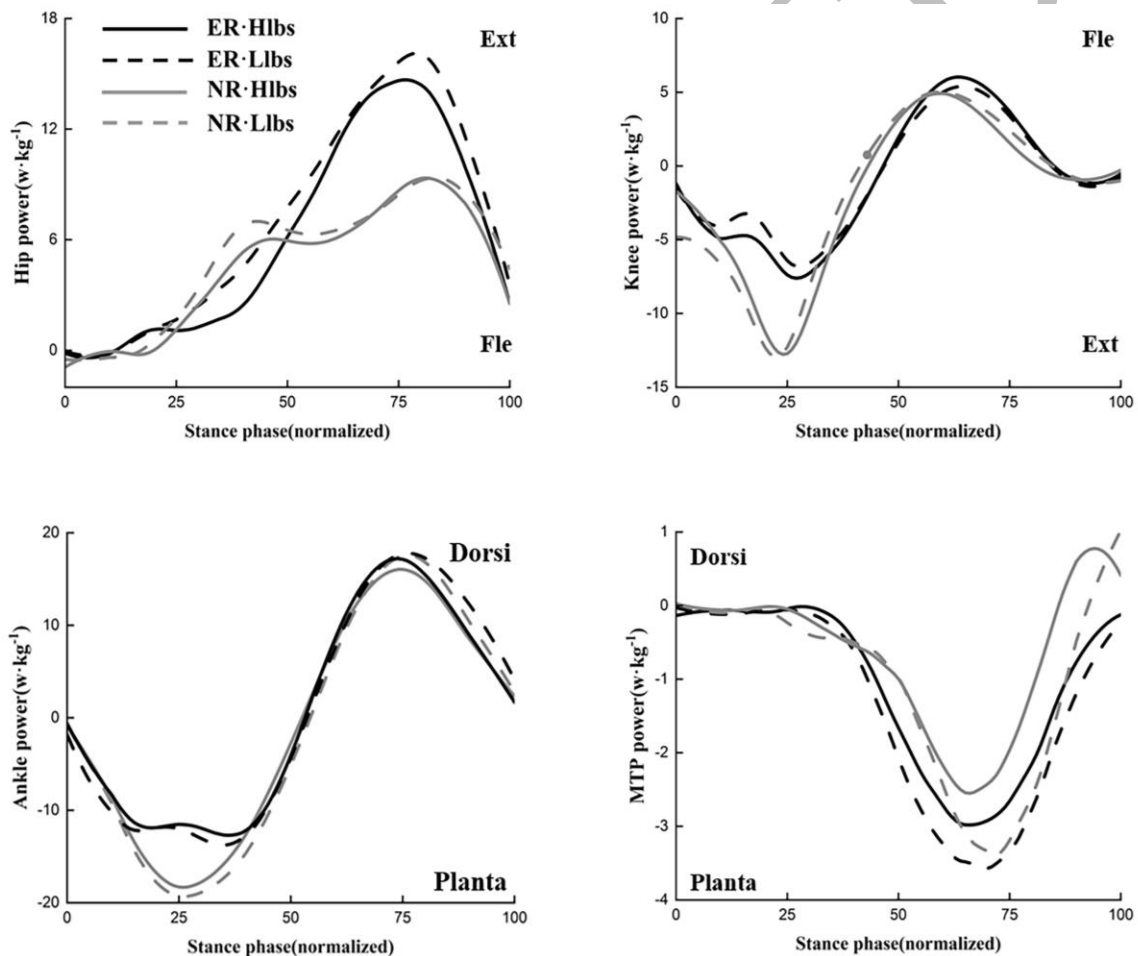 18
12
6
0
Hip power(w·kg-1)
ER·Hlbs
ER·Llbs
NR·Hlbs
NR·Llbs
Ext
Fle
0 25 50 75 100
Stance phase(normalized)
10
5
0
-5
-10
-15
Knee power(w·kg-1)
Fle
Ext
0 25 50 75 100
Stance phase(normalized)
20
10
0
-10
-20
Ankle power(w·kg-1)
Dorsi
Planta
0 25 50 75 100
Stance phase(normalized)
1
0
-1
-2
-3
-4
MTP power(w·kg-1)
Dorsi
Planta
0 25 50 75 100
Stance phase(normalized)